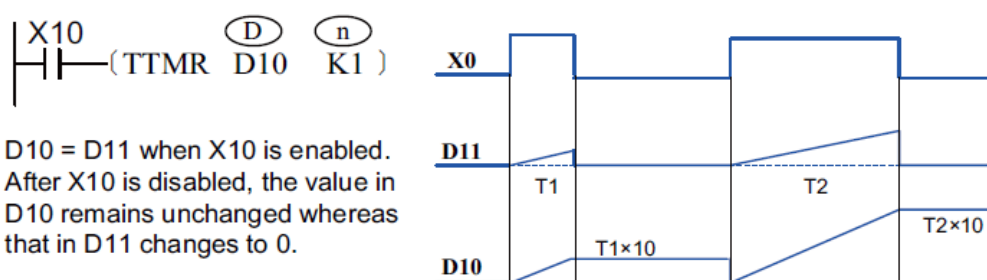 X10 D n
(TTMR D10 K1 )
D10 = D11 when X10 is enabled.
After X10 is disabled, the value in
D10 remains unchanged whereas
that in D11 changes to 0.
X0
D11
T1 T2
T2×10
T1×10
D10